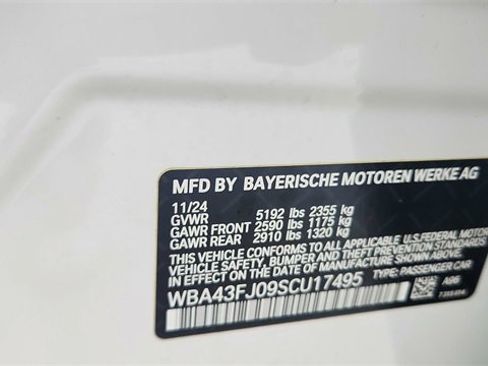 MFD BY BAYERISCHE MOTOREN WERKE AG
11/24
GVWR 5192 lbs 2355 kg
GAWR FRONT 2590 lbs 1175 kg
GAWR REAR 2910 lbs 1320 kg
THIS VEHICLE CONFORMS TO ALL APPLICABLE U.S. FEDERAL MOTOR
VEHICLE SAFETY, BUMPER, AND THEFT PREVENTION STANDARDS
IN EFFECT ON THE DATE OF MANUFACTURE SHOWN ABOVE.
WBA43FJ09SCU17495 TYPE: PASSENGER CAR
A96